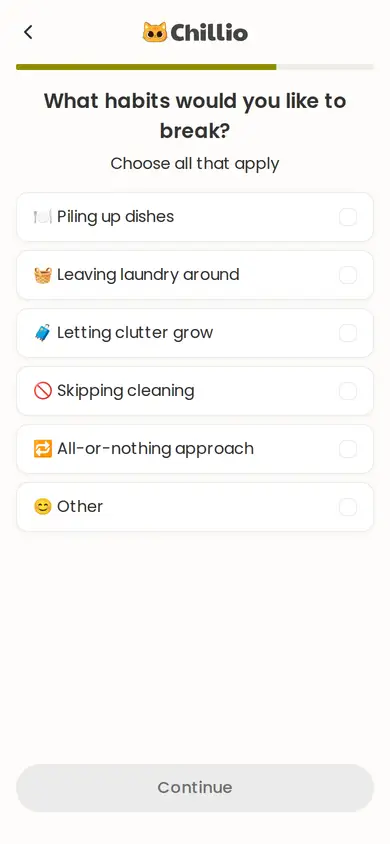 Chillio
What habits would you like to
break?
Choose all that apply
Piling up dishes
Leaving laundry around
Letting clutter grow
Skipping cleaning
All-or-nothing approach
Other
Continue